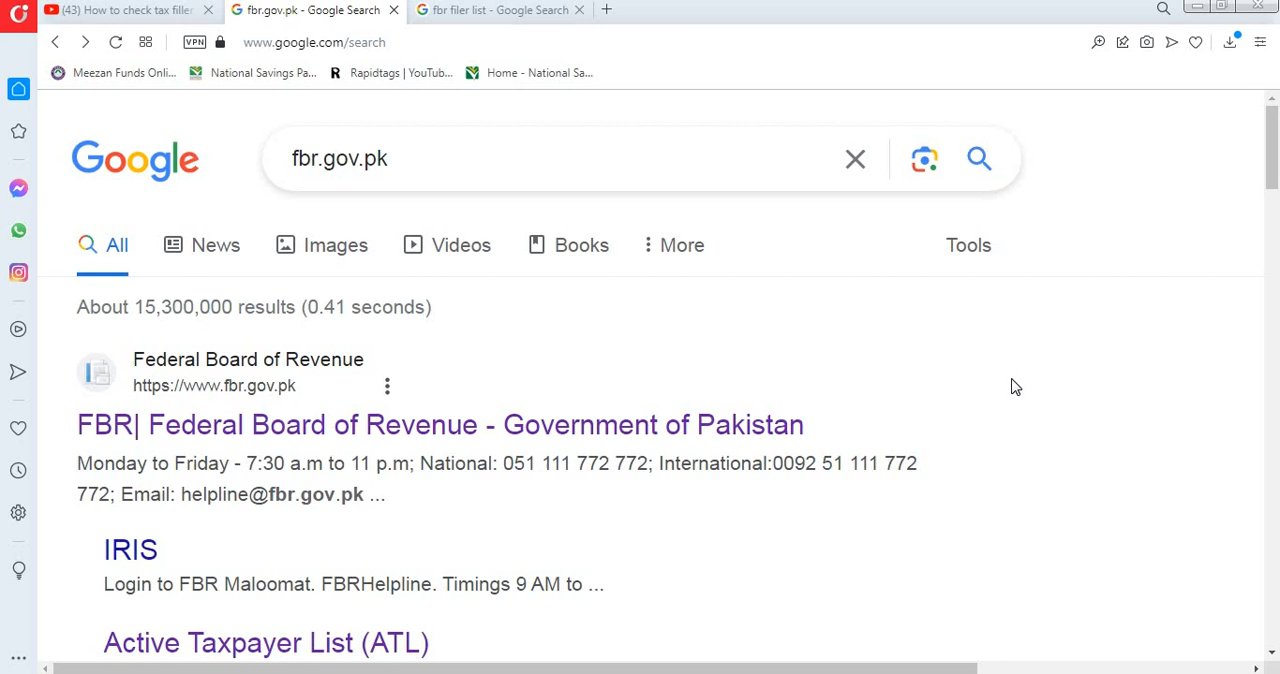 (43) How to check tax filer
fbr.gov.pk - Google Search
fbr filer list - Google Search
VPN
www.google.com/search
Meezan Funds Onli...
National Savings Pa...
R Rapidtags | YouTub...
Home - National Sa...
Google
fbr.gov.pk
All
News
Images
Videos
Books
More
Tools
About 15,300,000 results (0.41 seconds)
Federal Board of Revenue
https://www.fbr.gov.pk
FBR| Federal Board of Revenue - Government of Pakistan
Monday to Friday - 7:30 a.m to 11 p.m; National: 051 111 772 772; International:0092 51 111 772
772; Email: helpline@fbr.gov.pk ...
IRIS
Login to FBR Maloomat. FBRHelpline. Timings 9 AM to ...
Active Taxpayer List (ATL)